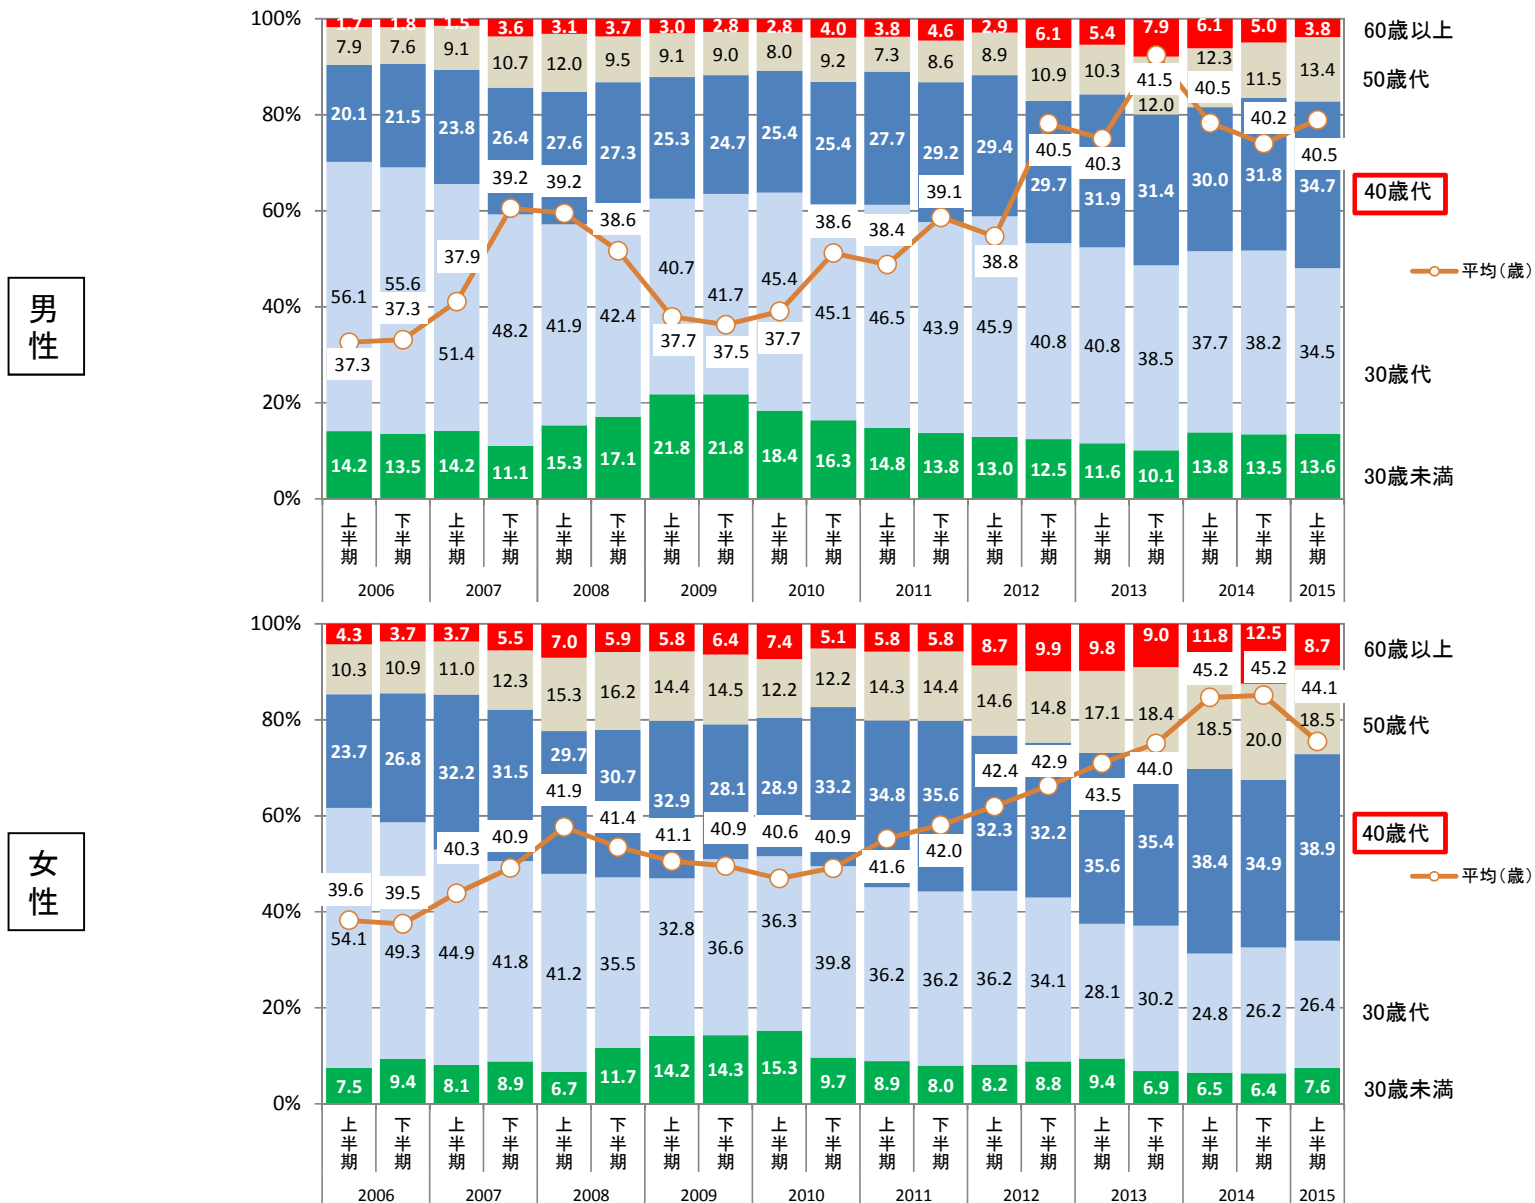 100%
1.7 1.8 1.5 3.6 3.1 3.7 3.0 2.8 2.8 4.0 3.8 4.6 2.9 6.1 5.4 7.9 6.1 5.0 3.8
60歳以上
7.9 7.6 9.1 10.7 12.0 9.5 9.1 9.0 8.0 9.2 7.3 8.6 8.9 10.9 10.3 12.0 12.3 11.5 13.4
50歳代
80%
20.1 21.5 23.8 26.4 27.6 27.3 25.3 24.7 25.4 25.4 27.7 29.2 29.4 29.7 31.9 31.4 30.0 31.8 34.7
40歳代
60%
37.3 37.3 37.9 39.2 39.2 38.6 37.7 37.5 37.7 38.6 38.4 39.1 38.8 40.5 40.3 41.5 40.5 40.2 40.5
平均(歳)
男性
40%
56.1 55.6 51.4 48.2 41.9 42.4 40.7 41.7 45.4 45.1 46.5 43.9 45.9 40.8 40.8 38.5 37.7 38.2 34.5
30歳代
20%
14.2 13.5 14.2 11.1 15.3 17.1 21.8 21.8 18.4 16.3 14.8 13.8 13.0 12.5 11.6 10.1 13.8 13.5 13.6
30歳未満
0%
上半期 下半期 上半期 下半期 上半期 下半期 上半期 下半期 上半期 下半期 上半期 下半期 上半期 下半期 上半期 下半期 上半期 下半期 上半期
2006 2007 2008 2009 2010 2011 2012 2013 2014 2015
100%
4.3 3.7 3.7 5.5 7.0 5.9 5.8 6.4 7.4 5.1 5.8 5.8 8.7 9.9 9.8 9.0 11.8 12.5 8.7
60歳以上
10.3 10.9 11.0 12.3 15.3 16.2 14.4 14.5 12.2 12.2 14.3 14.4 14.6 14.8 17.1 18.4 18.5 20.0 18.5
50歳代
80%
23.7 26.8 32.2 31.5 29.7 30.7 32.9 28.1 28.9 33.2 34.8 35.6 32.3 32.2 35.6 35.4 38.4 34.9 38.9
40歳代
60%
39.6 39.5 40.3 40.9 41.9 41.4 41.1 40.9 40.6 40.9 41.6 42.0 42.4 42.9 43.5 44.0 45.2 45.2 44.1
平均(歳)
女性
40%
54.1 49.3 44.9 41.8 41.2 35.5 32.8 36.6 36.3 39.8 36.2 36.2 36.2 34.1 28.1 30.2 24.8 26.2 26.4
30歳代
20%
7.5 9.4 8.1 8.9 6.7 11.7 14.2 14.3 15.3 9.7 8.9 8.0 8.2 8.8 9.4 6.9 6.5 6.4 7.6
30歳未満
0%
上半期 下半期 上半期 下半期 上半期 下半期 上半期 下半期 上半期 下半期 上半期 下半期 上半期 下半期 上半期 下半期 上半期 下半期 上半期
2006 2007 2008 2009 2010 2011 2012 2013 2014 2015